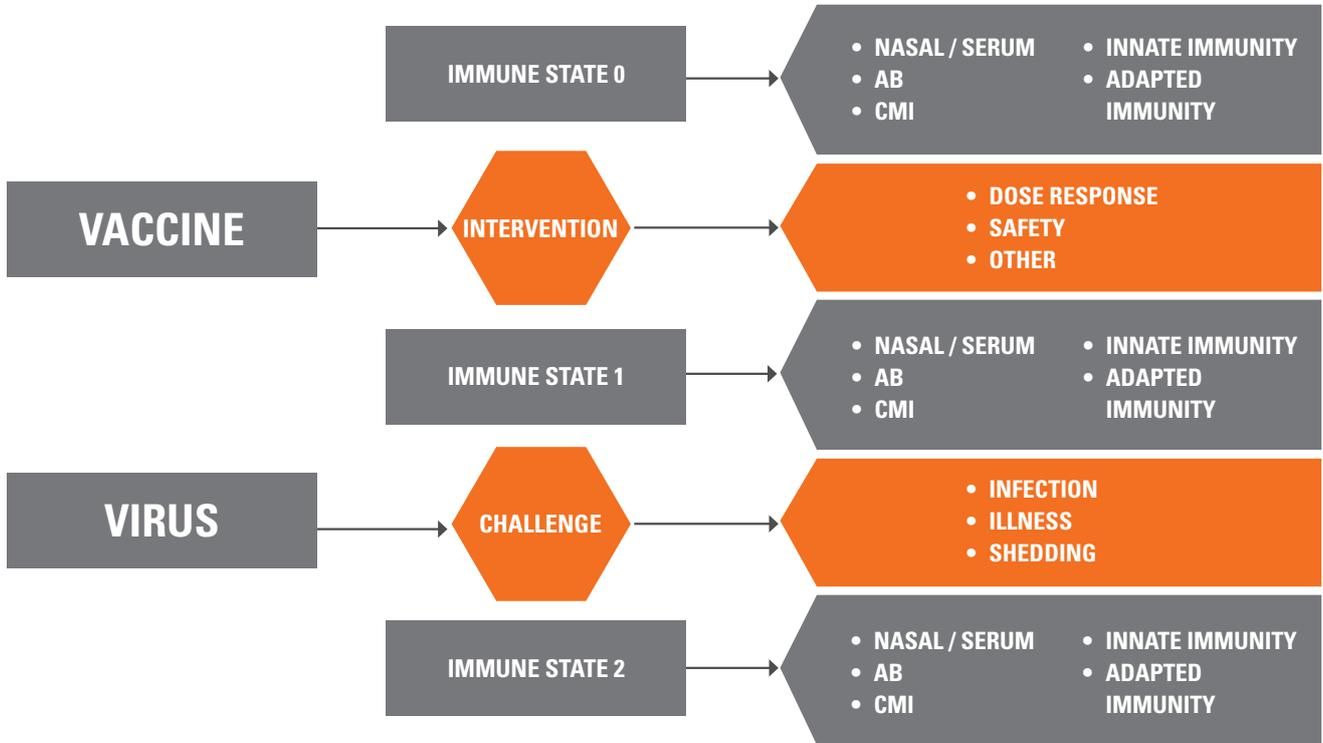 IMMUNE STATE 0
• NASAL / SERUM
• AB
• CMI
• INNATE IMMUNITY
• ADAPTED
IMMUNITY
VACCINE
INTERVENTION
• DOSE RESPONSE
• SAFETY
• OTHER
IMMUNE STATE 1
• NASAL / SERUM
• AB
• CMI
• INNATE IMMUNITY
• ADAPTED
IMMUNITY
VIRUS
CHALLENGE
• INFECTION
• ILLNESS
• SHEDDING
IMMUNE STATE 2
• NASAL / SERUM
• AB
• CMI
• INNATE IMMUNITY
• ADAPTED
IMMUNITY